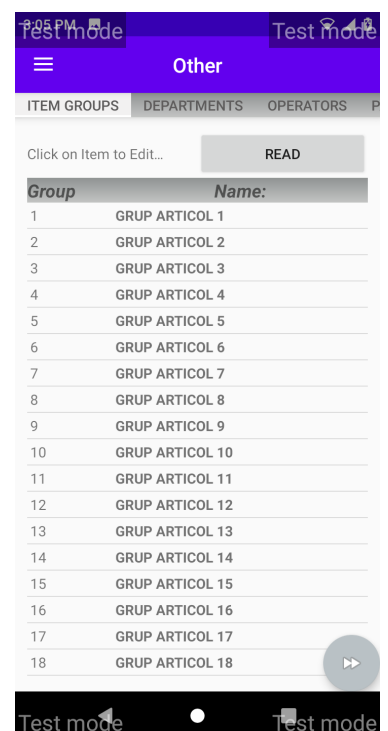 3:05 PM
Test mode Test mode
Other
ITEM GROUPS DEPARTMENTS OPERATORS P
Click on Item to Edit... READ
Group Name:
1 GRUP ARTICOL 1
2 GRUP ARTICOL 2
3 GRUP ARTICOL 3
4 GRUP ARTICOL 4
5 GRUP ARTICOL 5
6 GRUP ARTICOL 6
7 GRUP ARTICOL 7
8 GRUP ARTICOL 8
9 GRUP ARTICOL 9
10 GRUP ARTICOL 10
11 GRUP ARTICOL 11
12 GRUP ARTICOL 12
13 GRUP ARTICOL 13
14 GRUP ARTICOL 14
15 GRUP ARTICOL 15
16 GRUP ARTICOL 16
17 GRUP ARTICOL 17
18 GRUP ARTICOL 18
Test mode Test mode